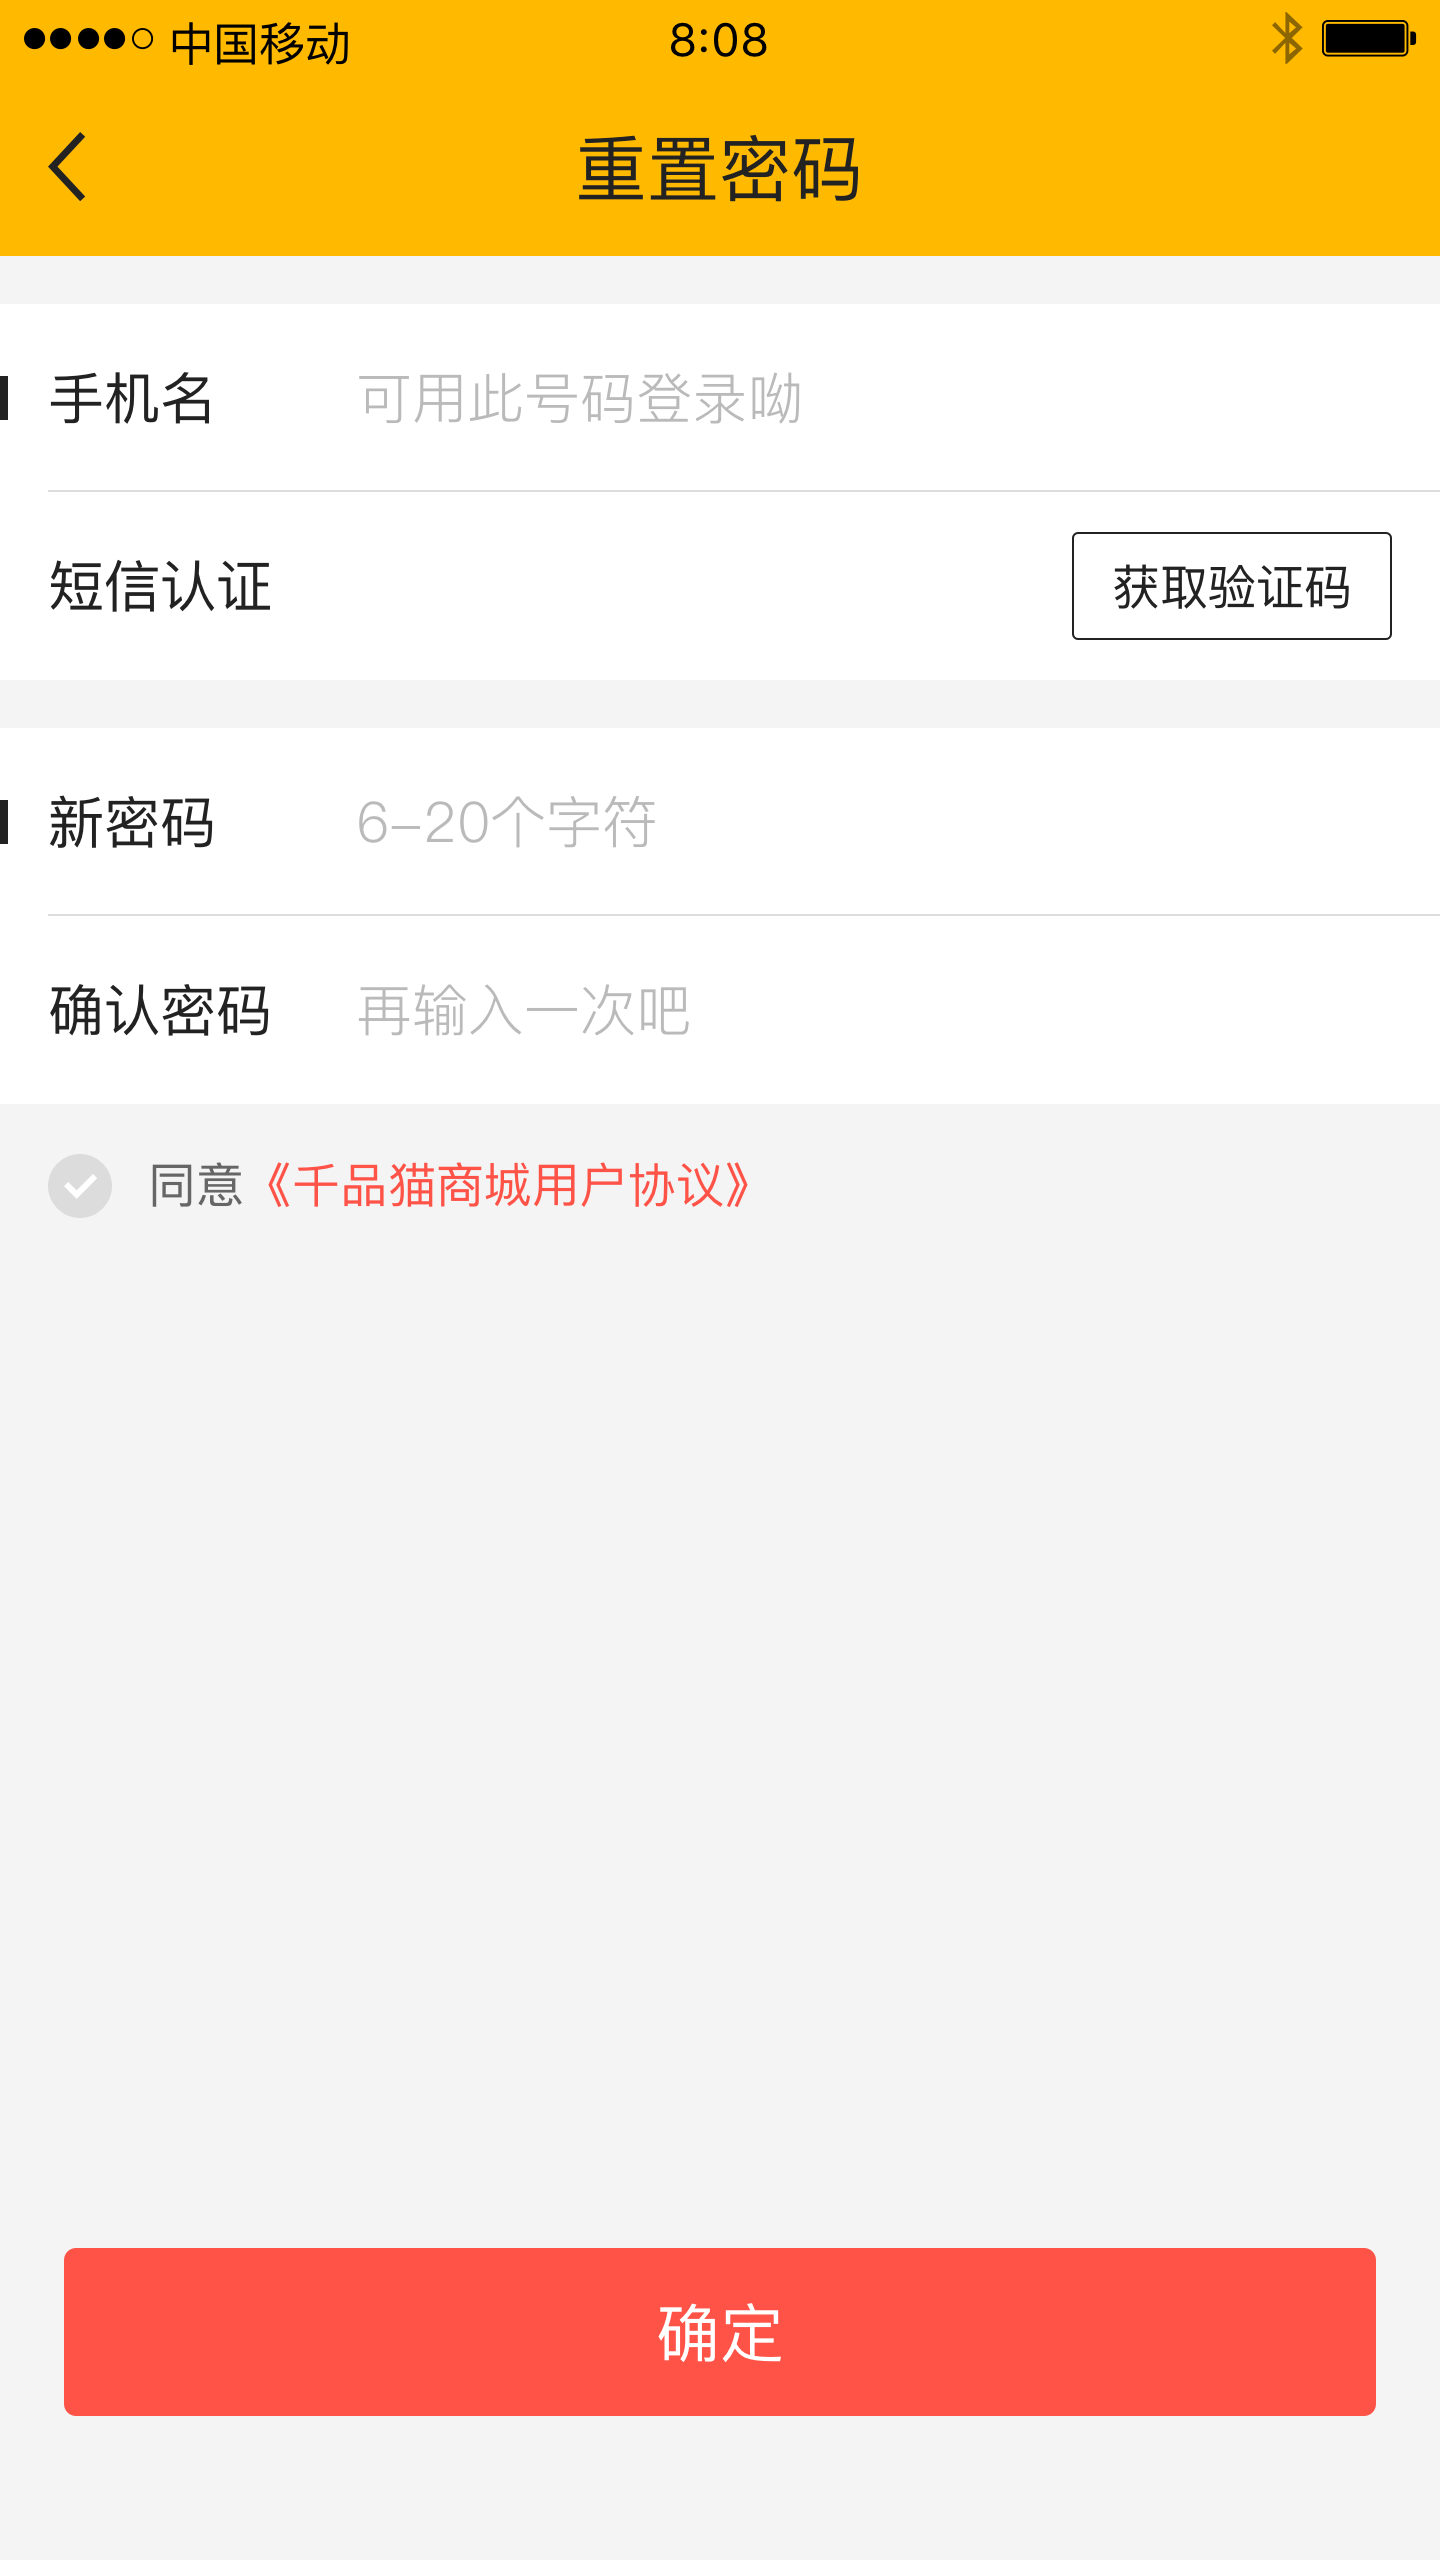 中国移动 8:08
重置密码
手机名 可用此号码登录呦
短信认证 获取验证码
新密码 6-20个字符
确认密码 再输入一次吧
同意《千品猫商城用户协议》
确定